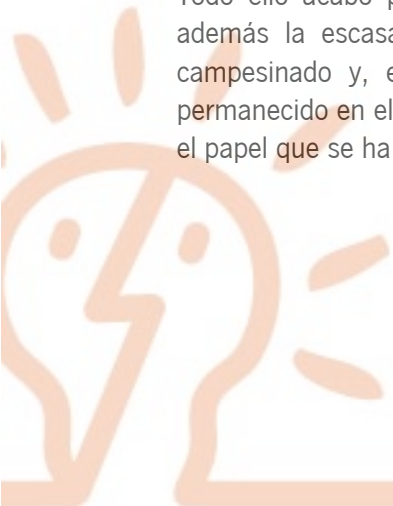 Todo ello acabó p
además la escasa
campesinado y, e
permanecido en el
el papel que se ha